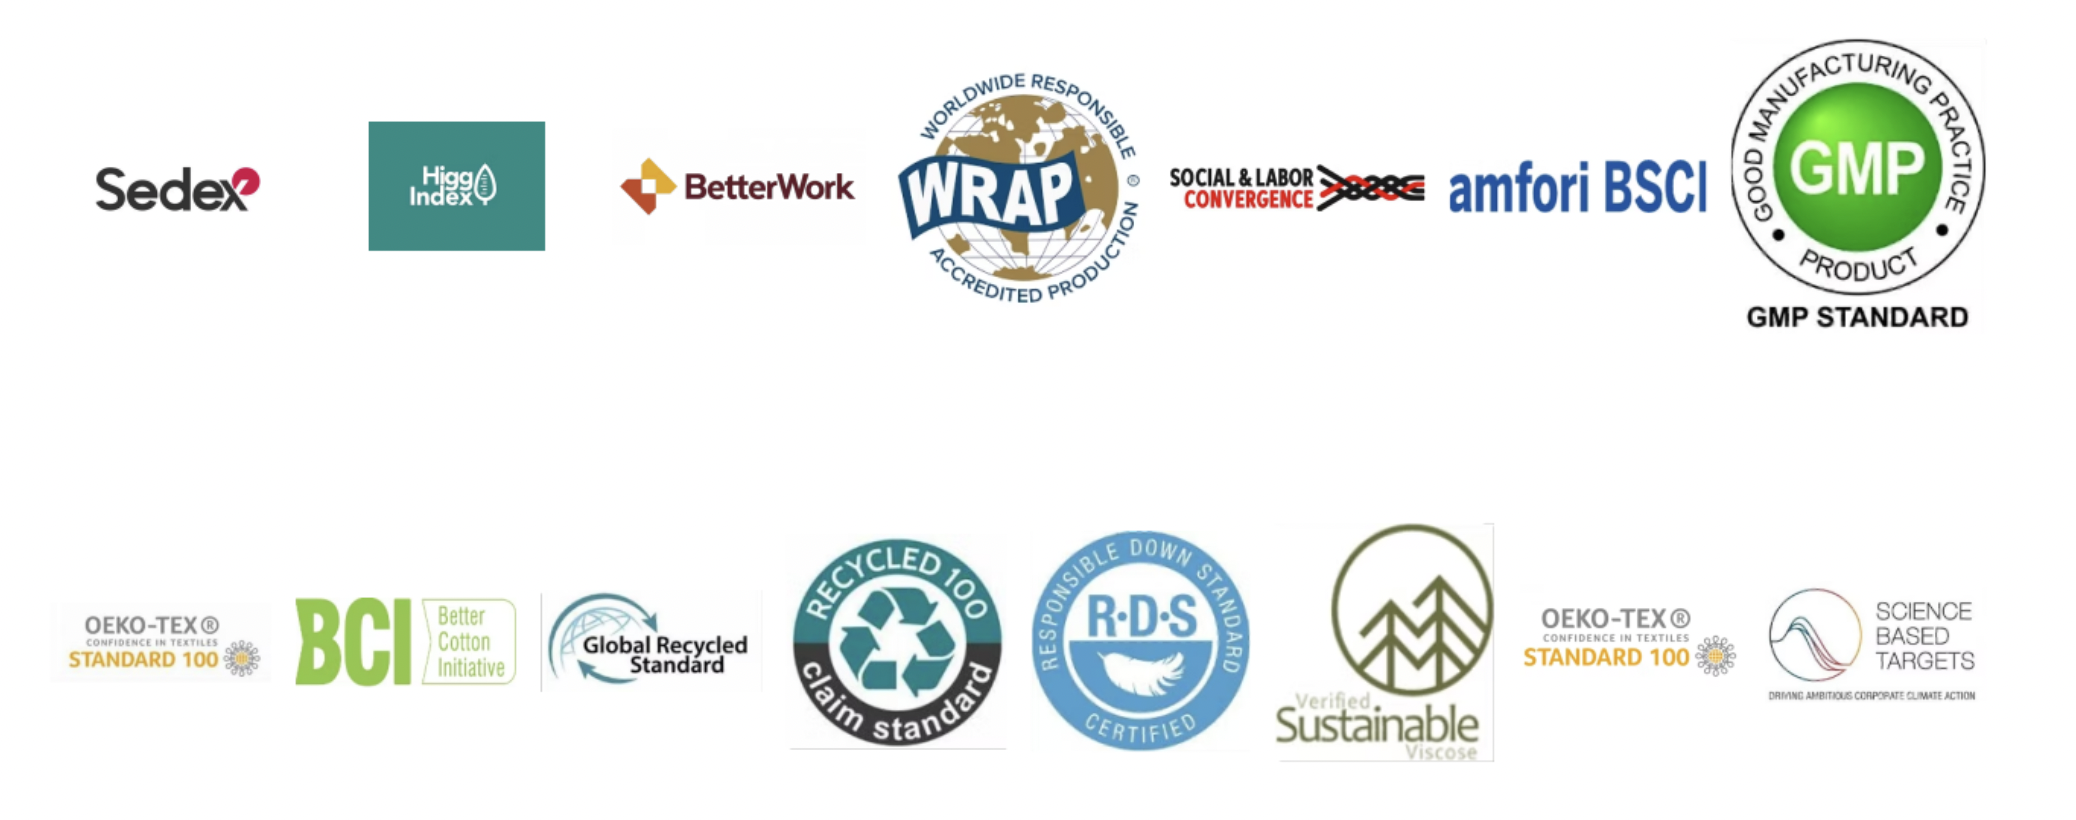 Sedex
Higg
Index
BetterWork
WORLDWIDE RESPONSIBLE
WRAP
®
ACCREDITED PRODUCTION
SOCIAL & LABOR
CONVERGENCE
amfori BSCI
GOOD MANUFACTURING PRACTICE
GMP
PRODUCT
GMP STANDARD
OEKO-TEX®
CONFIDENCE IN TEXTILES
STANDARD 100
BCI
Better
Cotton
Initiative
Global Recycled
Standard
RECYCLED 100
claim standard
RESPONSIBLE DOWN STANDARD
R·D·S
CERTIFIED
Verified
Sustainable
Viscose
OEKO-TEX®
CONFIDENCE IN TEXTILES
STANDARD 100
SCIENCE
BASED
TARGETS
DRIVING AMBITIOUS CORPORATE CLIMATE ACTION